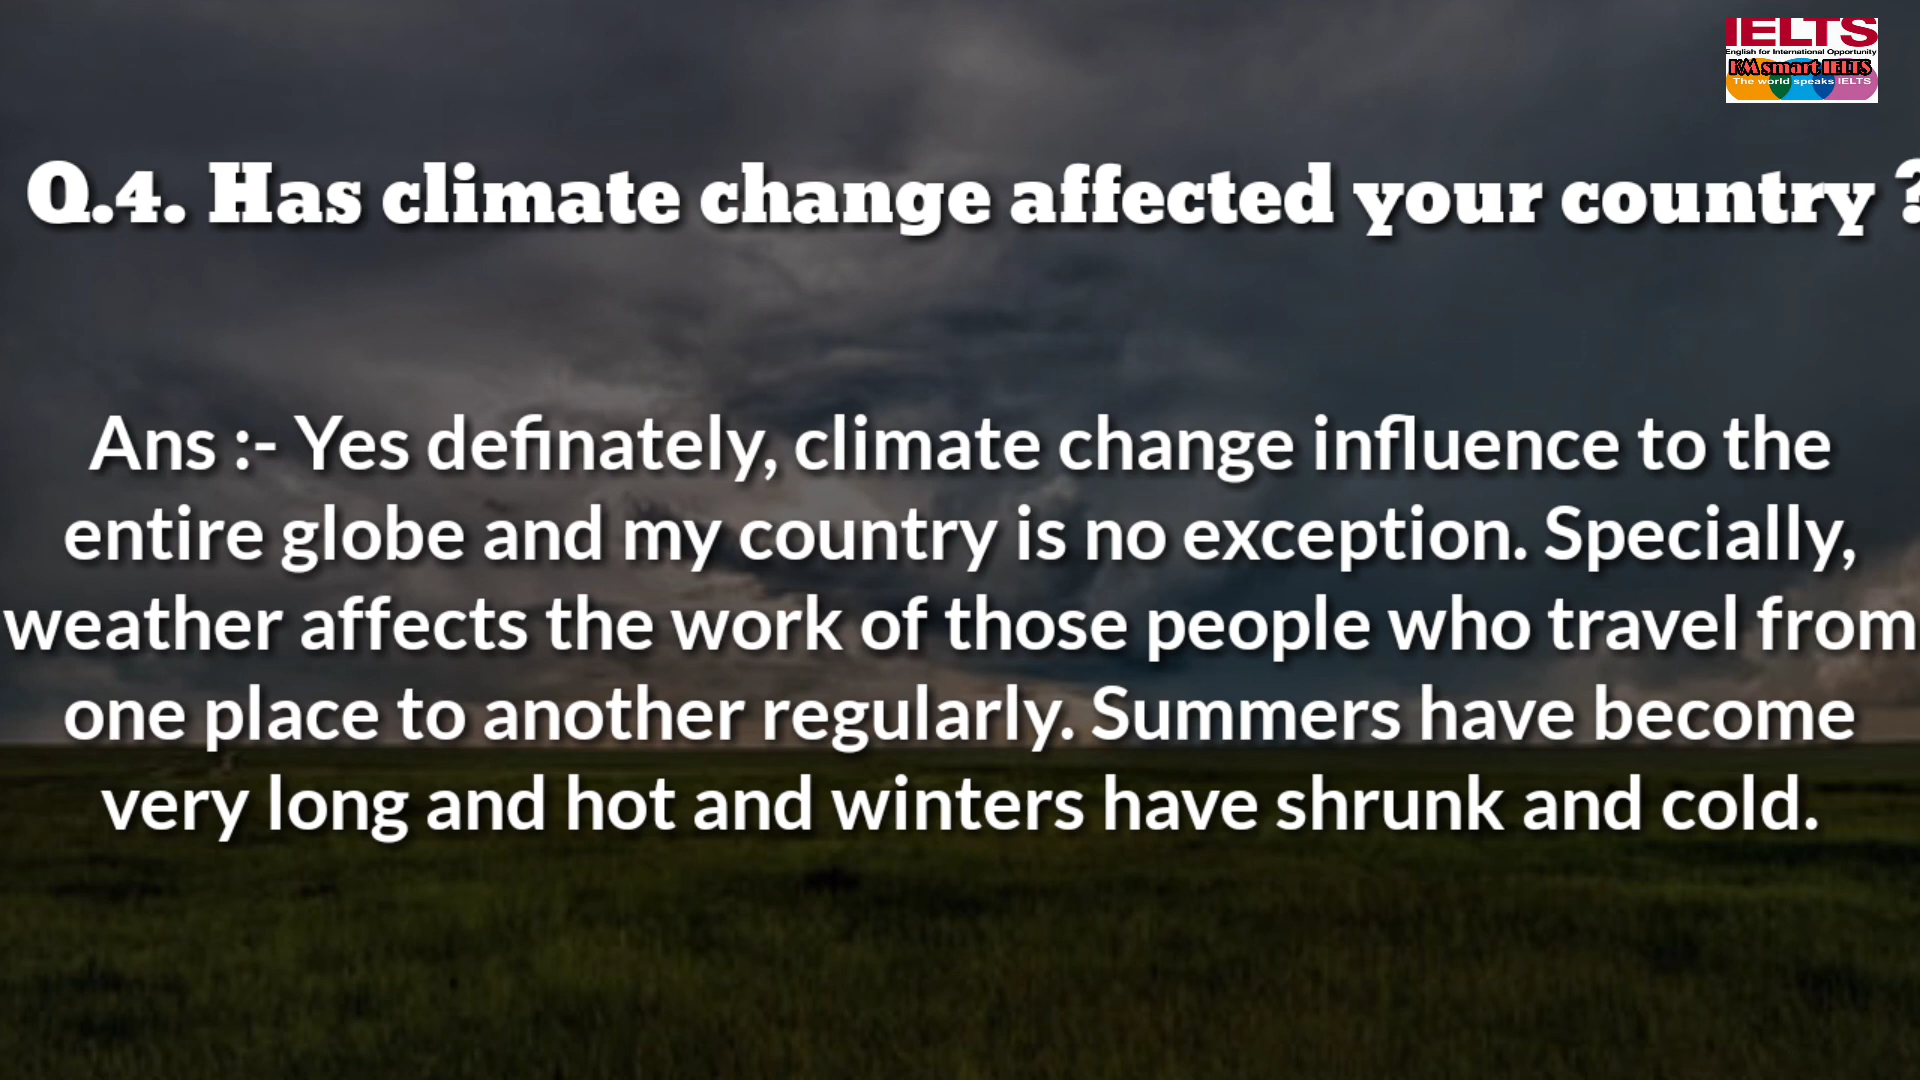 IELTS
English for International Opportunity
KM smart IELTS
The world speaks IELTS
Q.4. Has climate change affected your country ?
Ans :- Yes definately, climate change influence to the
entire globe and my country is no exception. Specially,
weather affects the work of those people who travel from
one place to another regularly. Summers have become
very long and hot and winters have shrunk and cold.